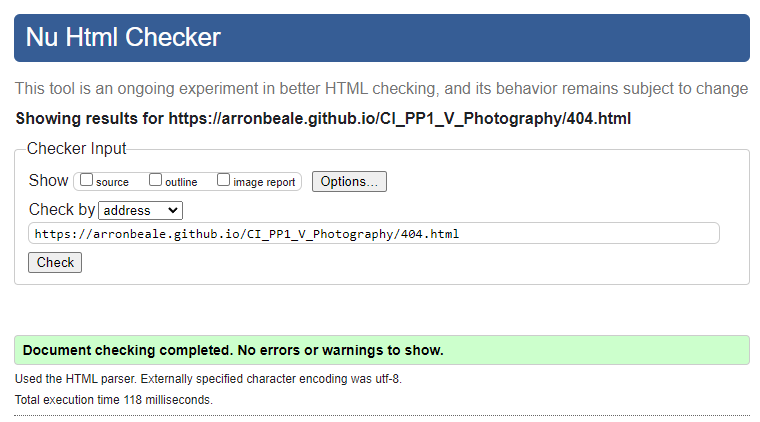 Nu Html Checker
This tool is an ongoing experiment in better HTML checking, and its behavior remains subject to change
Showing results for https://arronbeale.github.io/CI_PP1_V_Photography/404.html
Checker Input
Show source outline image report Options...
Check by address
https://arronbeale.github.io/CI_PP1_V_Photography/404.html
Check
Document checking completed. No errors or warnings to show.
Used the HTML parser. Externally specified character encoding was utf-8.
Total execution time 118 milliseconds.